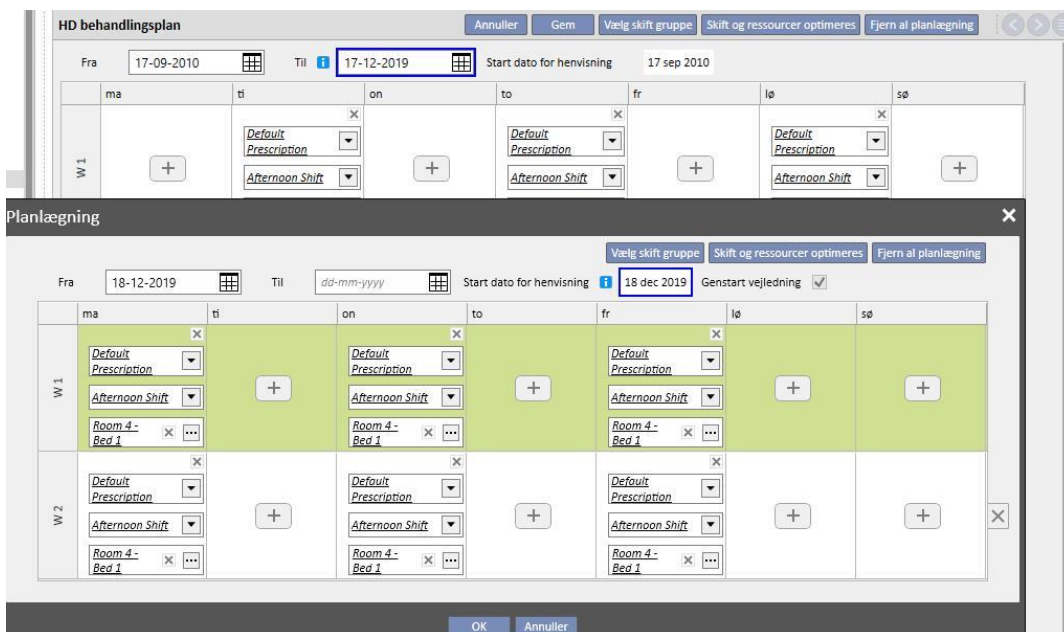 HD behandlingsplan
Annuller Gem Vælg skift gruppe Skift og ressourcer optimeres Fjern al planlægning
Fra 17-09-2010 Til 17-12-2019 Start dato for henvisning 17 sep 2010
ma ti on to fr lø sø
W 1
Default Prescription Default Prescription Default Prescription
Afternoon Shift Afternoon Shift Afternoon Shift
Planlægning
Vælg skift gruppe Skift og ressourcer optimeres Fjern al planlægning
Fra 18-12-2019 Til dd-mm-yyyy Start dato for henvisning 18 dec 2019 Genstart vejledning
ma ti on to fr lø sø
W 1
Default Prescription Default Prescription Default Prescription
Afternoon Shift Afternoon Shift Afternoon Shift
Room 4 - Bed 1 Room 4 - Bed 1 Room 4 - Bed 1
W 2
Default Prescription Default Prescription Default Prescription
Afternoon Shift Afternoon Shift Afternoon Shift
Room 4 - Bed 1 Room 4 - Bed 1 Room 4 - Bed 1
OK Annuller